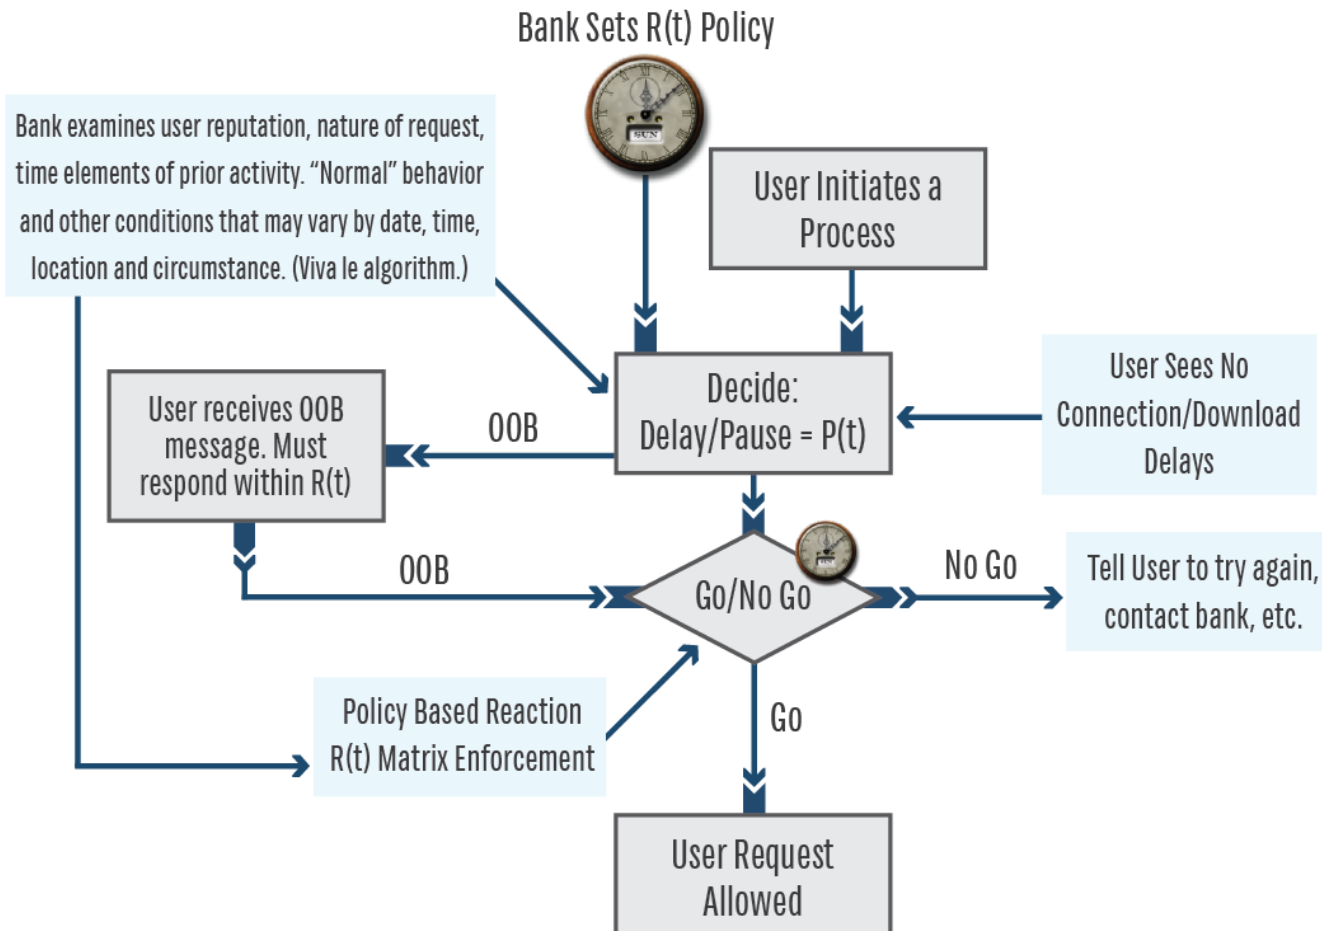 Bank Sets R(t) Policy
SUN
Bank examines user reputation, nature of request,
time elements of prior activity. “Normal” behavior
and other conditions that may vary by date, time,
location and circumstance. (Viva le algorithm.)
User Initiates a
Process
Decide:
Delay/Pause = P(t)
User Sees No
Connection/Download
Delays
User receives OOB
message. Must
respond within R(t)
OOB
OOB
Go/No Go
SUN
No Go
Tell User to try again,
contact bank, etc.
Policy Based Reaction
R(t) Matrix Enforcement
Go
User Request
Allowed